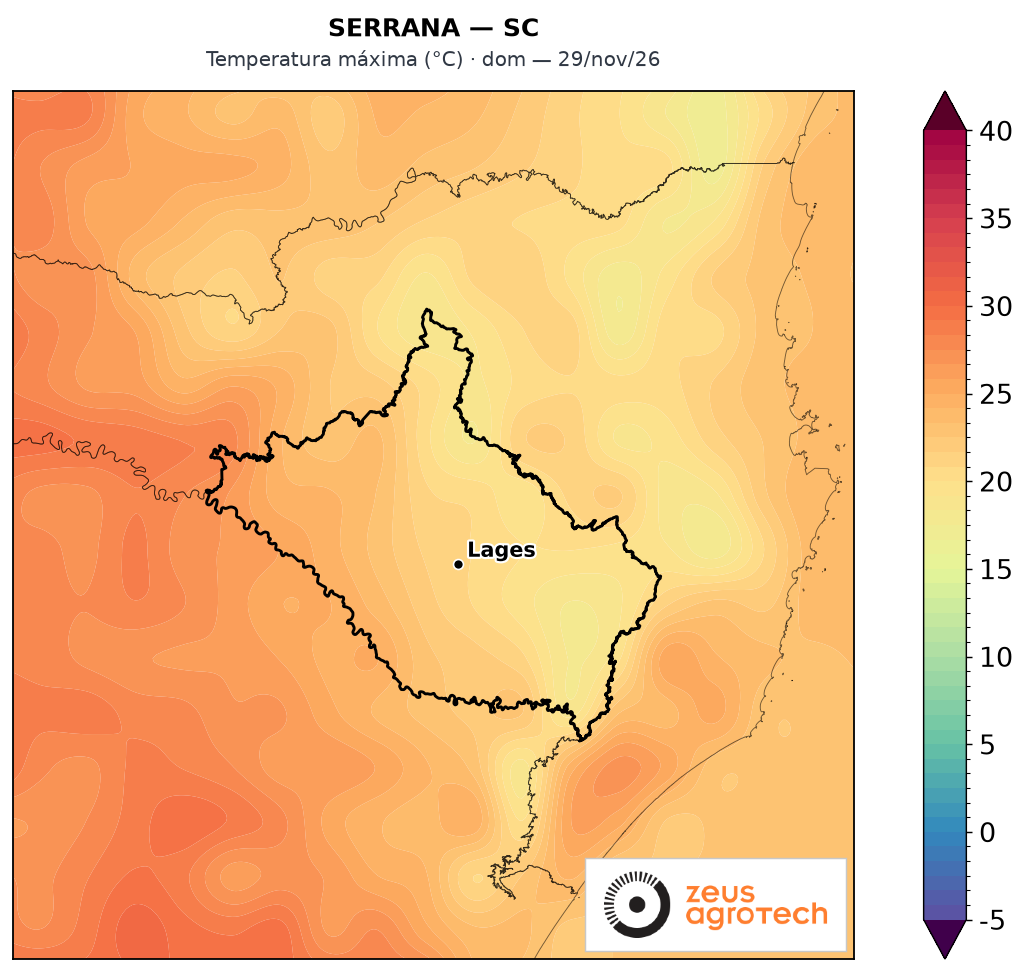 SERRANA — SC
Temperatura máxima (°C) · dom — 29/nov/26
40
35
30
25
20
15
10
5
0
-5
Lages
zeus
agrotech